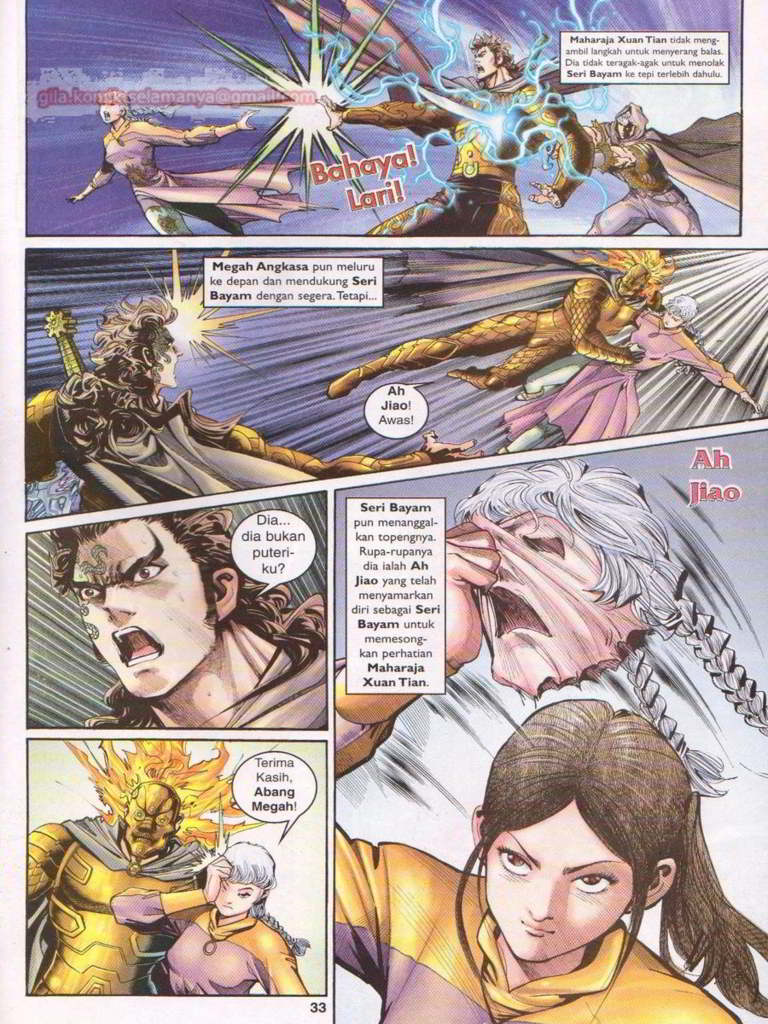 Maharaja Xuan Tian tidak meng-
ambil langkah untuk menyerang balas.
Dia tidak teragak-agak untuk menolak
Seri Bayam ke tepi terlebih dahulu.
gila.kongkiselamanya@gmail.com
Bahaya!
Lari!
Megah Angkasa pun meluru
ke depan dan mendukung Seri
Bayam dengan segera. Tetapi...
Ah
Jiao!
Awas!
Dia...
dia bukan
puteri-
ku?
Ah
Jiao
Seri Bayam
pun menanggal-
kan topengnya.
Rupa-rupanya
dia ialah Ah
Jiao yang telah
menyamarkan
diri sebagai Seri
Bayam untuk
memesong-
kan perhatian
Maharaja
Xuan Tian.
Terima
Kasih,
Abang
Megah!
33